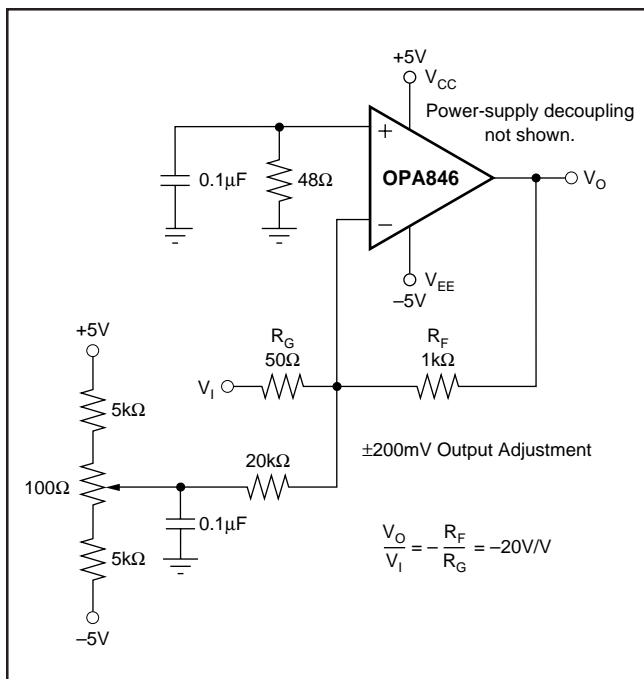 +5V
V_CC
Power-supply decoupling
not shown.
+
OPA846
0.1µF
48Ω
V_O
–
V_EE
–5V
+5V
R_G
50Ω
R_F
1kΩ
V_I
5kΩ
±200mV Output Adjustment
20kΩ
100Ω
0.1µF
V_O/V_I = – R_F/R_G = –20V/V
5kΩ
–5V